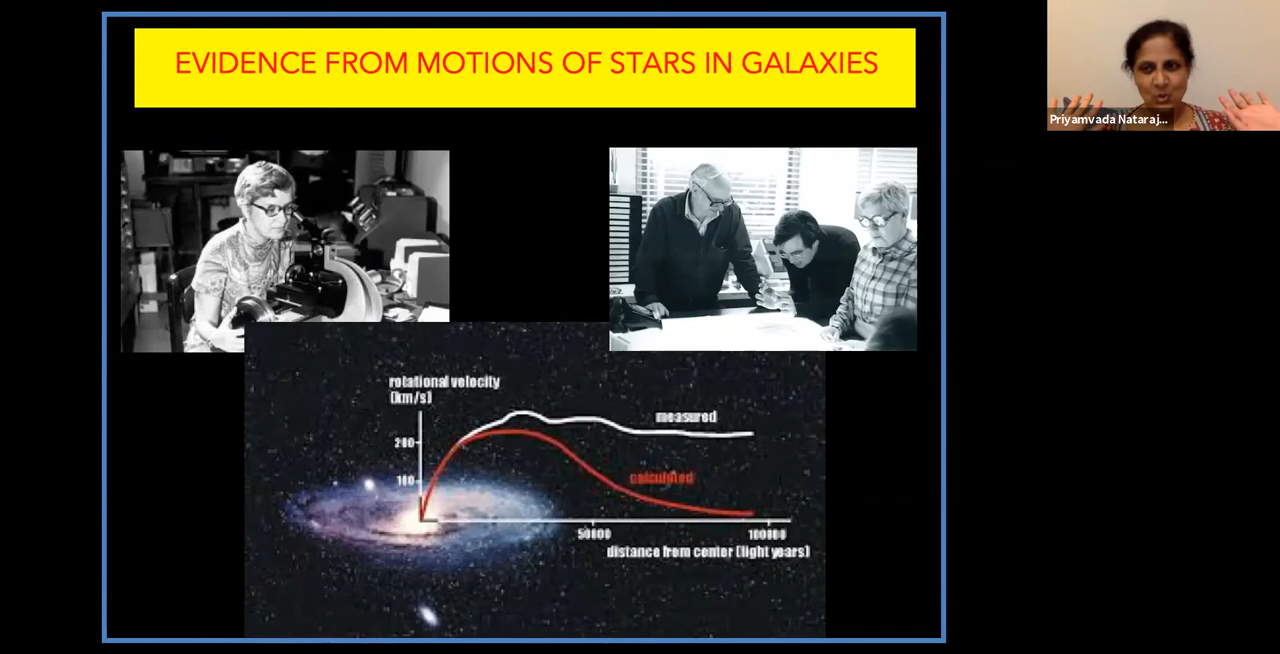 EVIDENCE FROM MOTIONS OF STARS IN GALAXIES
Priyamvada Nataraj...
rotational velocity
(km/s)
measured
200
calculated
100
50000
100000
distance from center (light years)